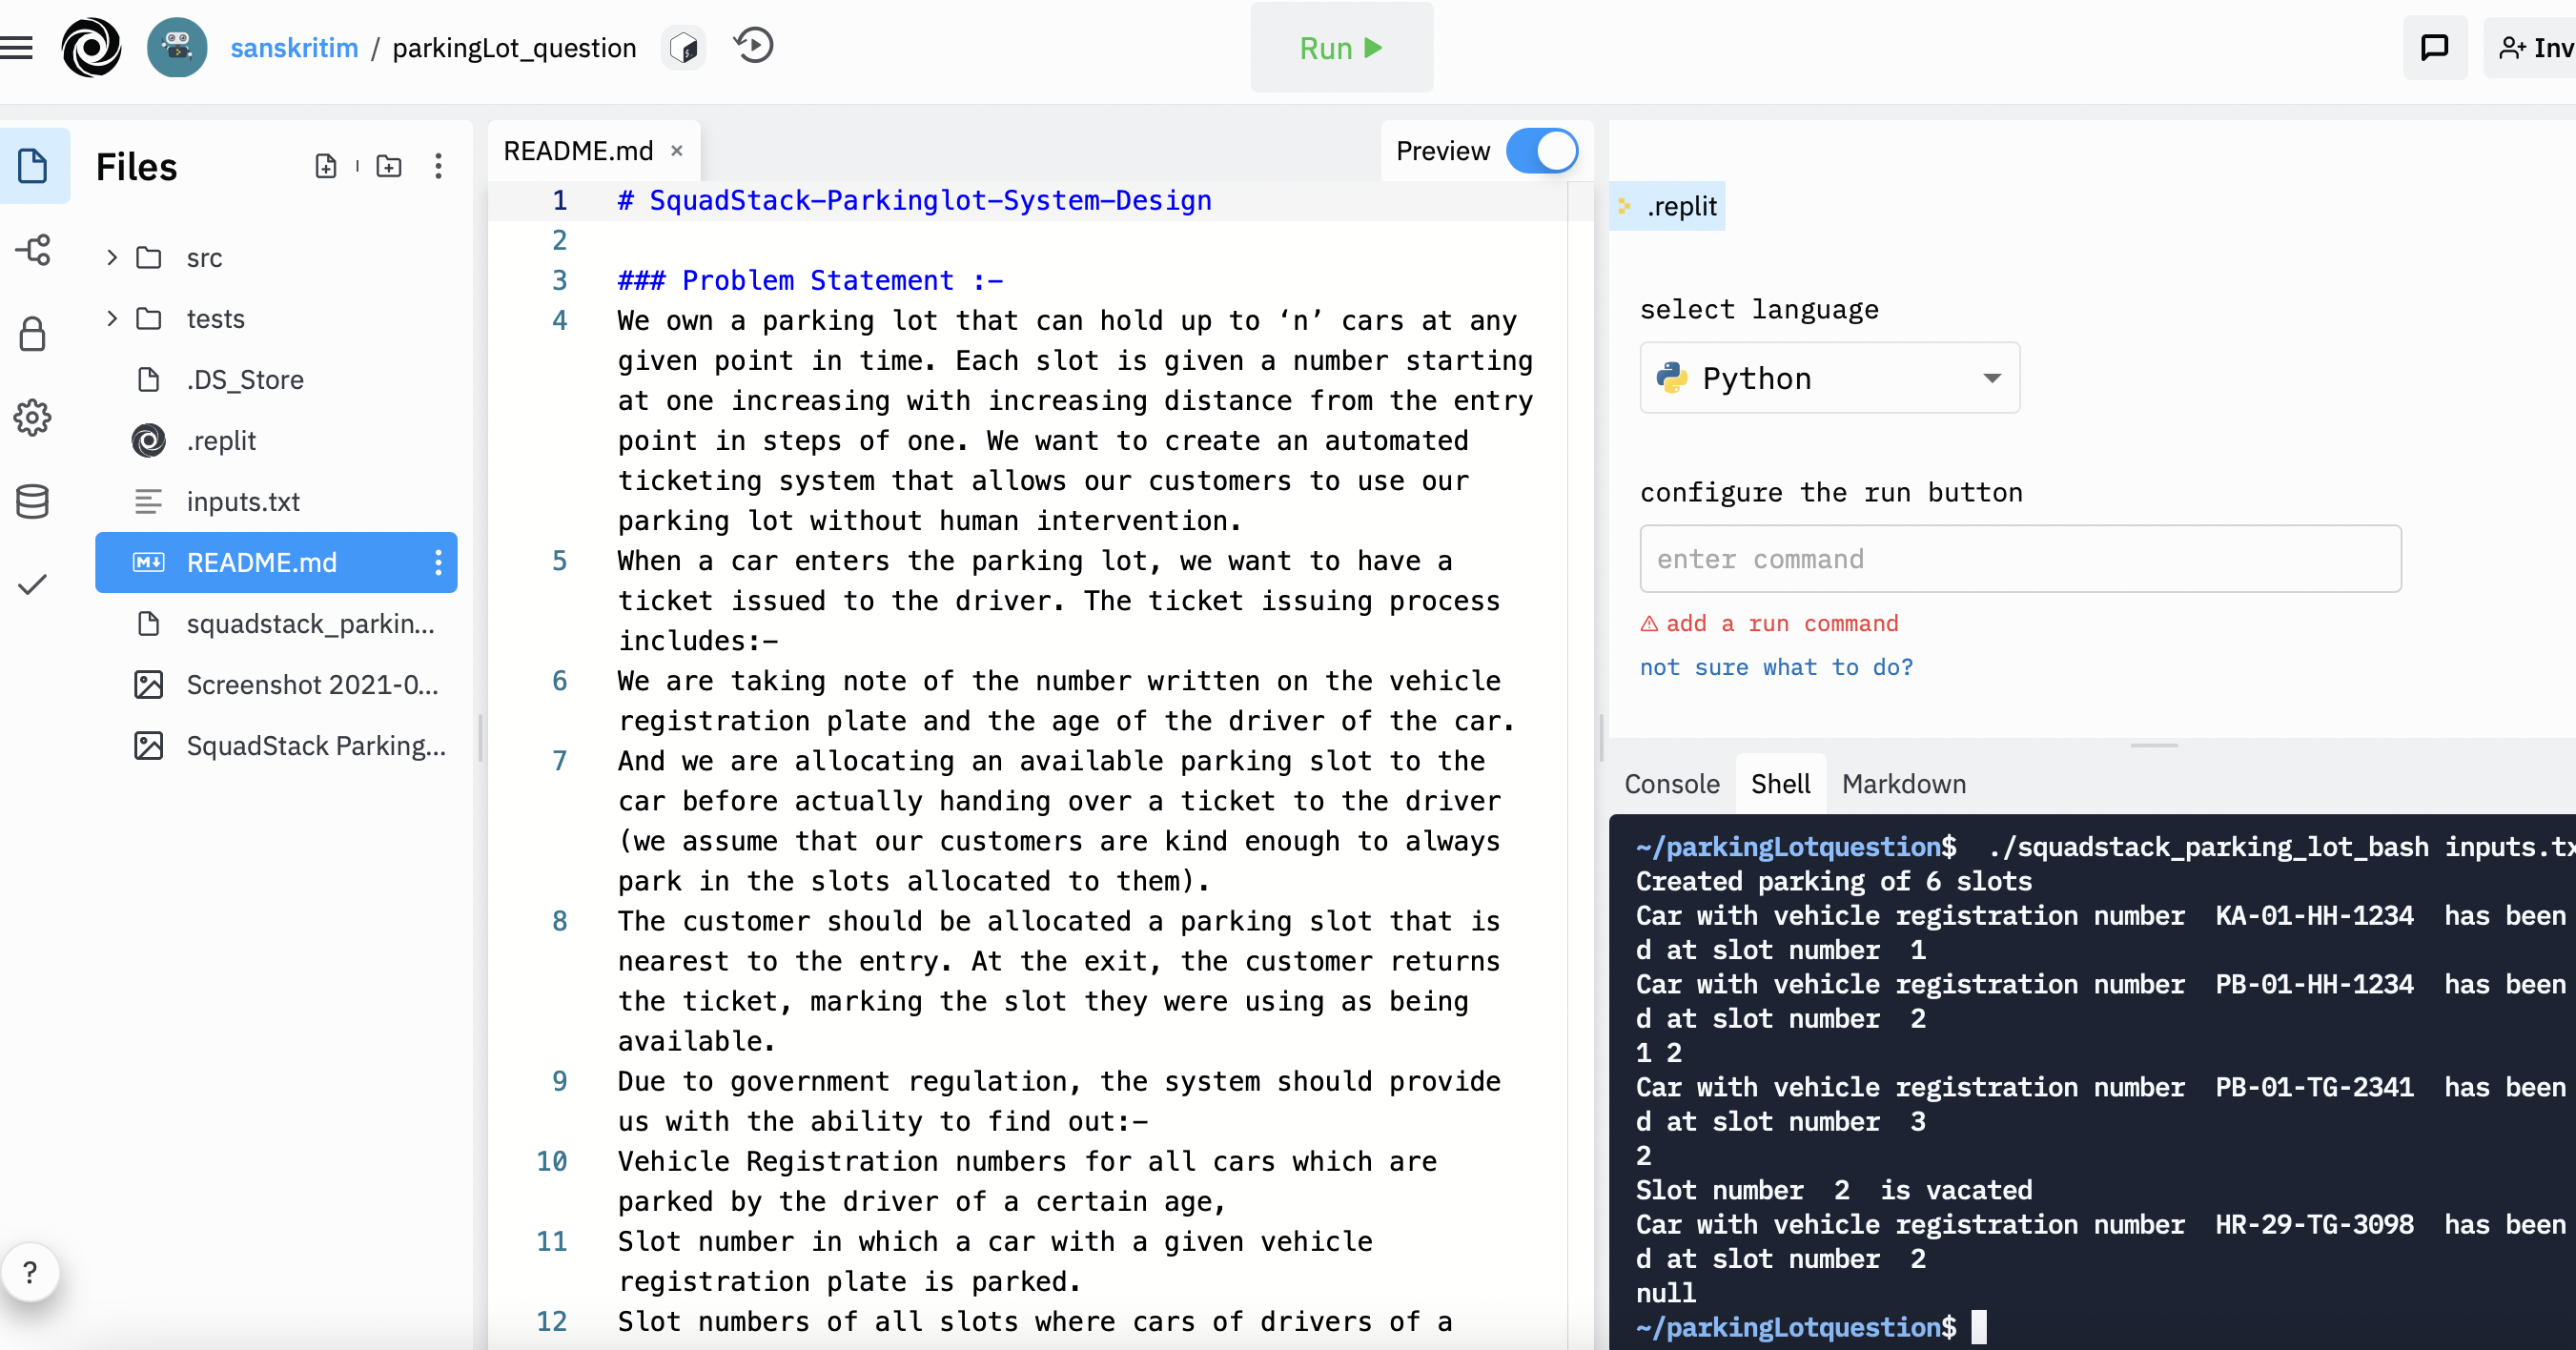 sanskritim / parkingLot_question
Run
Inv
Files
src
tests
.DS_Store
.replit
inputs.txt
README.md
squadstack_parkin...
Screenshot 2021-0...
SquadStack Parking...
?
README.md ×
Preview
1 # SquadStack-Parkinglot-System-Design
2
3 ### Problem Statement :-
4 We own a parking lot that can hold up to ‘n’ cars at any
given point in time. Each slot is given a number starting
at one increasing with increasing distance from the entry
point in steps of one. We want to create an automated
ticketing system that allows our customers to use our
parking lot without human intervention.
5 When a car enters the parking lot, we want to have a
ticket issued to the driver. The ticket issuing process
includes:-
6 We are taking note of the number written on the vehicle
registration plate and the age of the driver of the car.
7 And we are allocating an available parking slot to the
car before actually handing over a ticket to the driver
(we assume that our customers are kind enough to always
park in the slots allocated to them).
8 The customer should be allocated a parking slot that is
nearest to the entry. At the exit, the customer returns
the ticket, marking the slot they were using as being
available.
9 Due to government regulation, the system should provide
us with the ability to find out:-
10 Vehicle Registration numbers for all cars which are
parked by the driver of a certain age,
11 Slot number in which a car with a given vehicle
registration plate is parked.
12 Slot numbers of all slots where cars of drivers of a
.replit
select language
Python
configure the run button
enter command
add a run command
not sure what to do?
Console Shell Markdown
~/parkingLotquestion$ ./squadstack_parking_lot_bash inputs.tx
Created parking of 6 slots
Car with vehicle registration number  KA-01-HH-1234  has been
d at slot number  1
Car with vehicle registration number  PB-01-HH-1234  has been
d at slot number  2
1 2
Car with vehicle registration number  PB-01-TG-2341  has been
d at slot number  3
2
Slot number  2  is vacated
Car with vehicle registration number  HR-29-TG-3098  has been
d at slot number  2
null
~/parkingLotquestion$